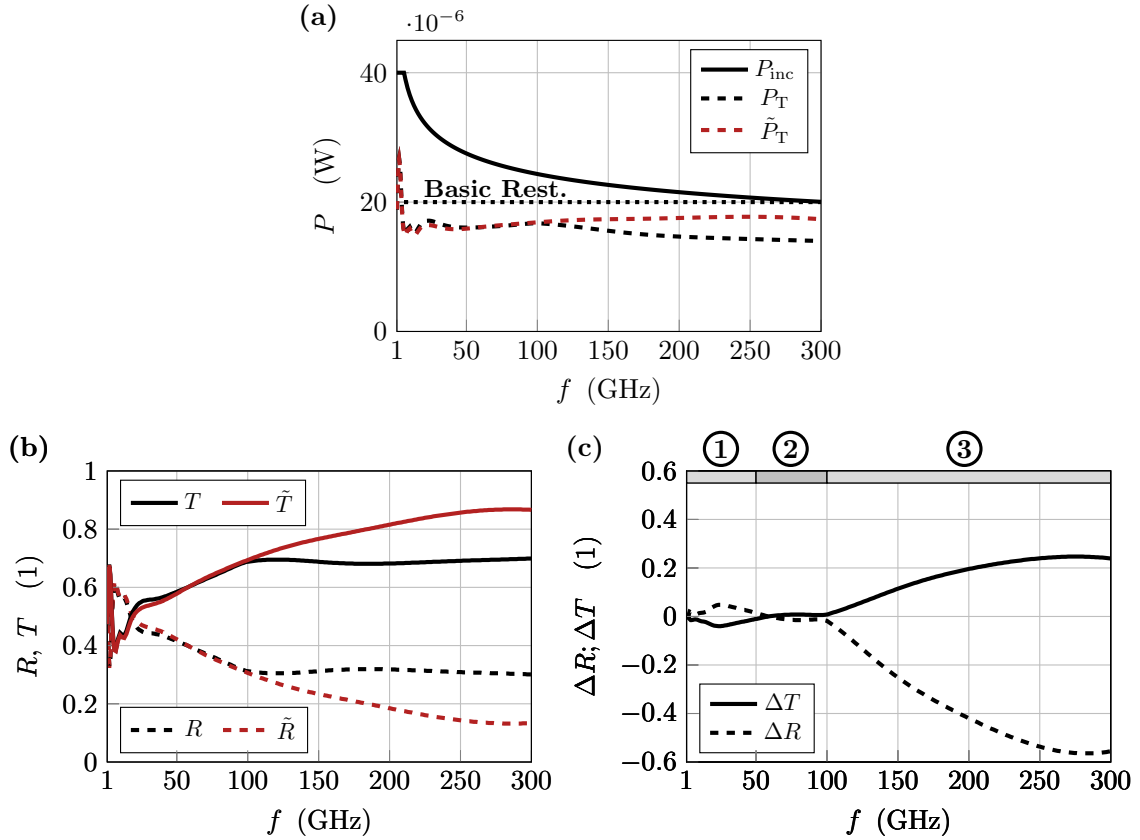 (a)
·10⁻⁶
P (W)
40
20
0
Basic Rest.
P_inc
P_T
P̃_T
1 50 100 150 200 250 300
f (GHz)
(b)
R, T (1)
1
0.8
0.6
0.4
0.2
0
T T̃
R R̃
1 50 100 150 200 250 300
f (GHz)
(c)
① ② ③
ΔR; ΔT (1)
0.6
0.4
0.2
0
−0.2
−0.4
−0.6
ΔT
ΔR
1 50 100 150 200 250 300
f (GHz)